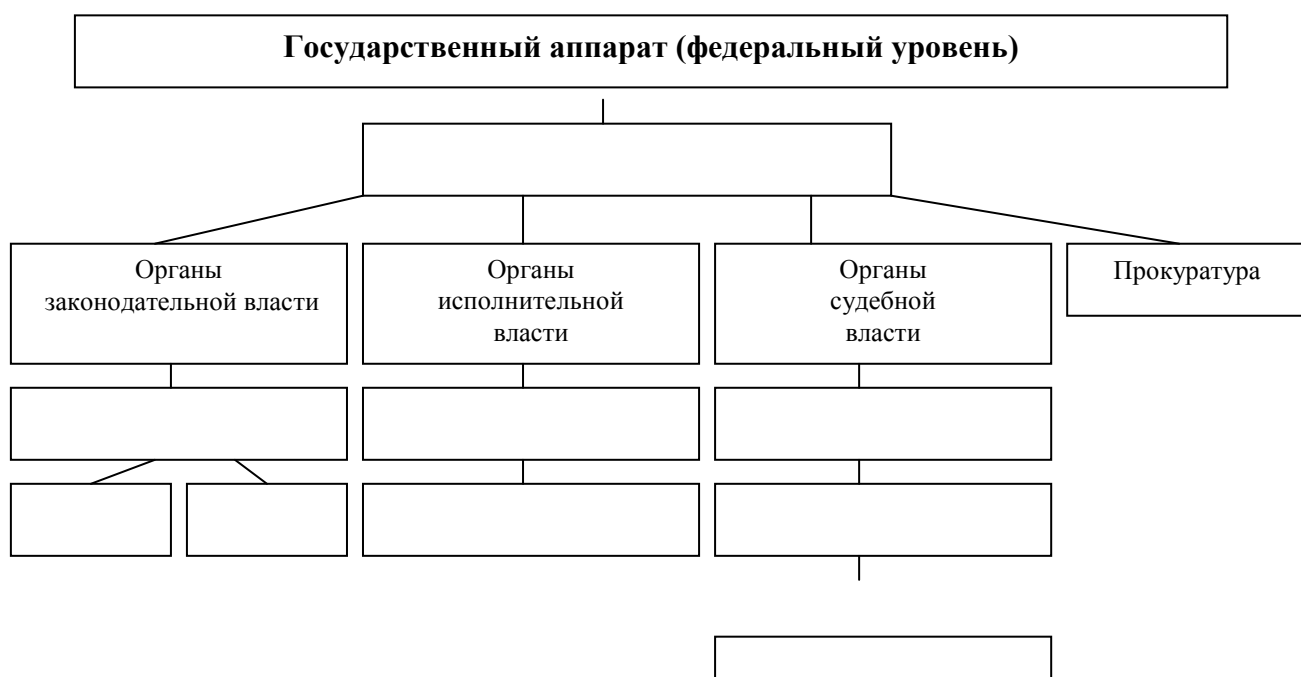 Государственный аппарат (федеральный уровень)
Органы
законодательной власти
Органы
исполнительной
власти
Органы
судебной
власти
Прокуратура